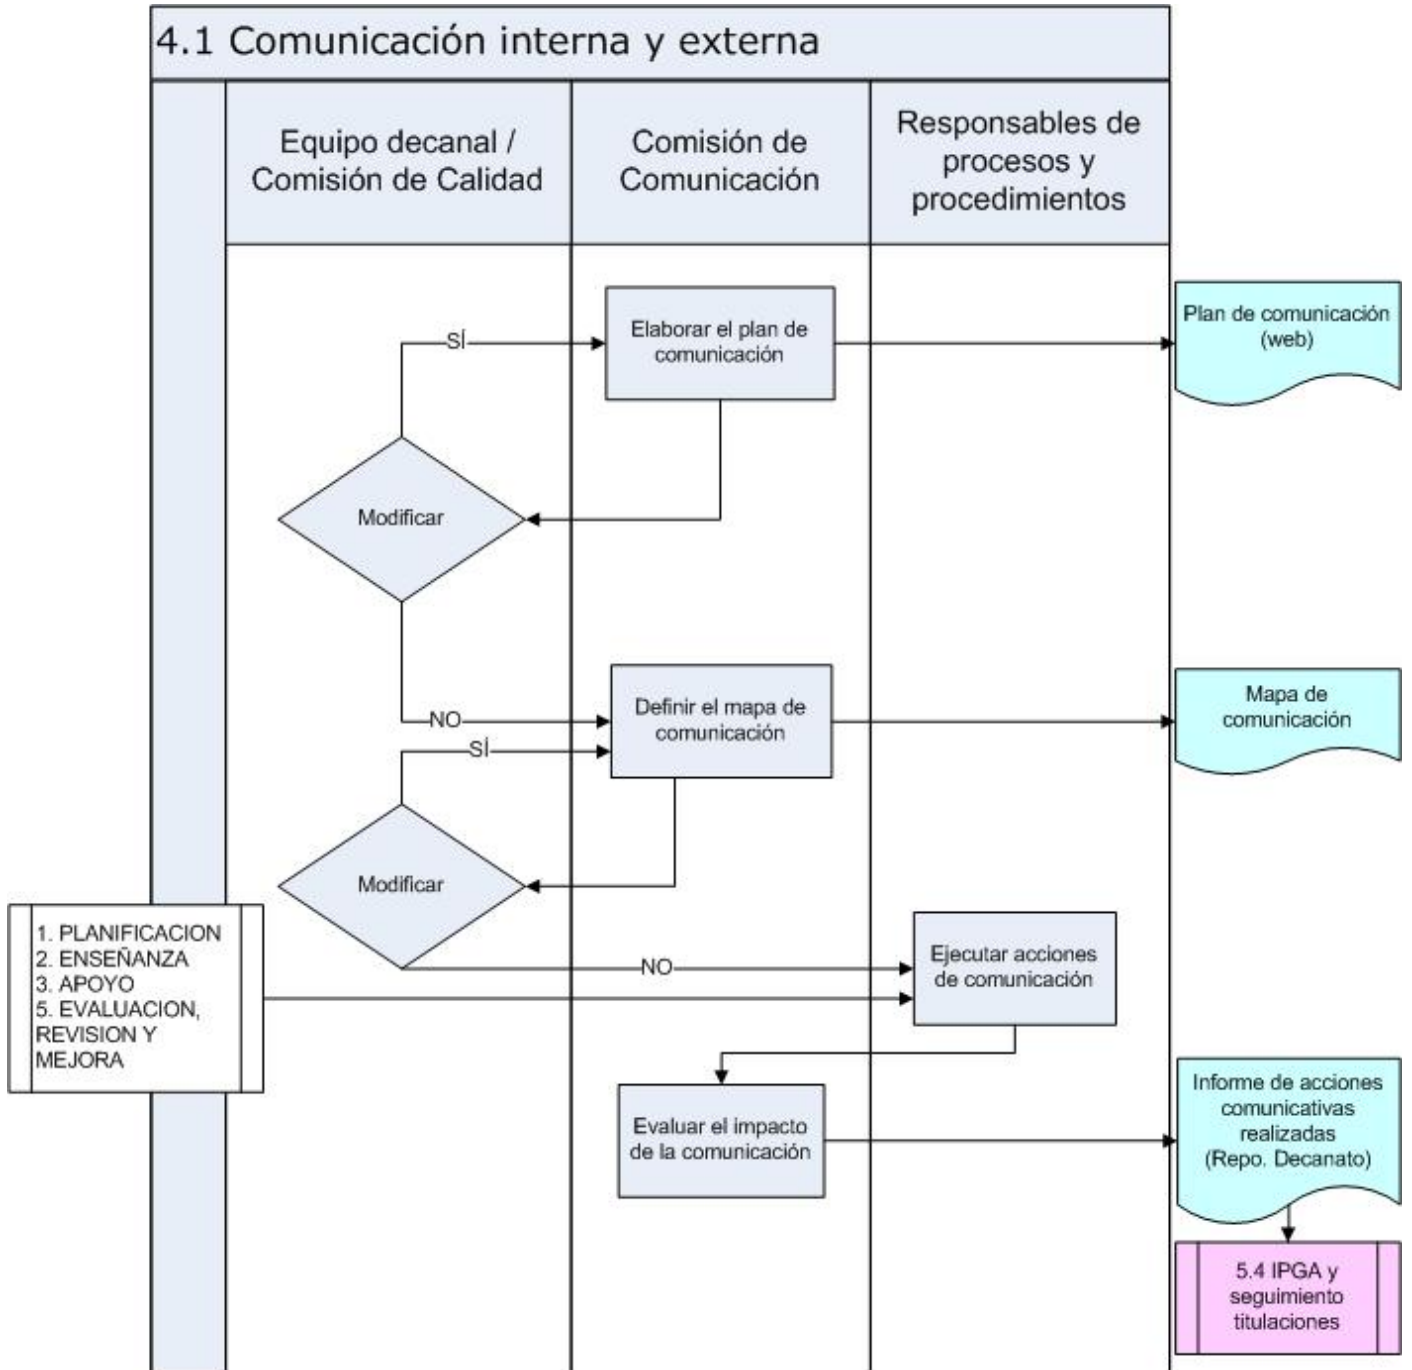 4.1 Comunicación interna y externa
Equipo decanal /
Comisión de Calidad
Comisión de
Comunicación
Responsables de
procesos y
procedimientos
Elaborar el plan de
comunicación
Plan de comunicación
(web)
SÍ
Modificar
NO
Definir el mapa de
comunicación
Mapa de
comunicación
SÍ
Modificar
NO
1. PLANIFICACION
2. ENSEÑANZA
3. APOYO
5. EVALUACION,
REVISION Y
MEJORA
Ejecutar acciones
de comunicación
Evaluar el impacto
de la comunicación
Informe de acciones
comunicativas
realizadas
(Repo. Decanato)
5.4 IPGA y
seguimiento
titulaciones